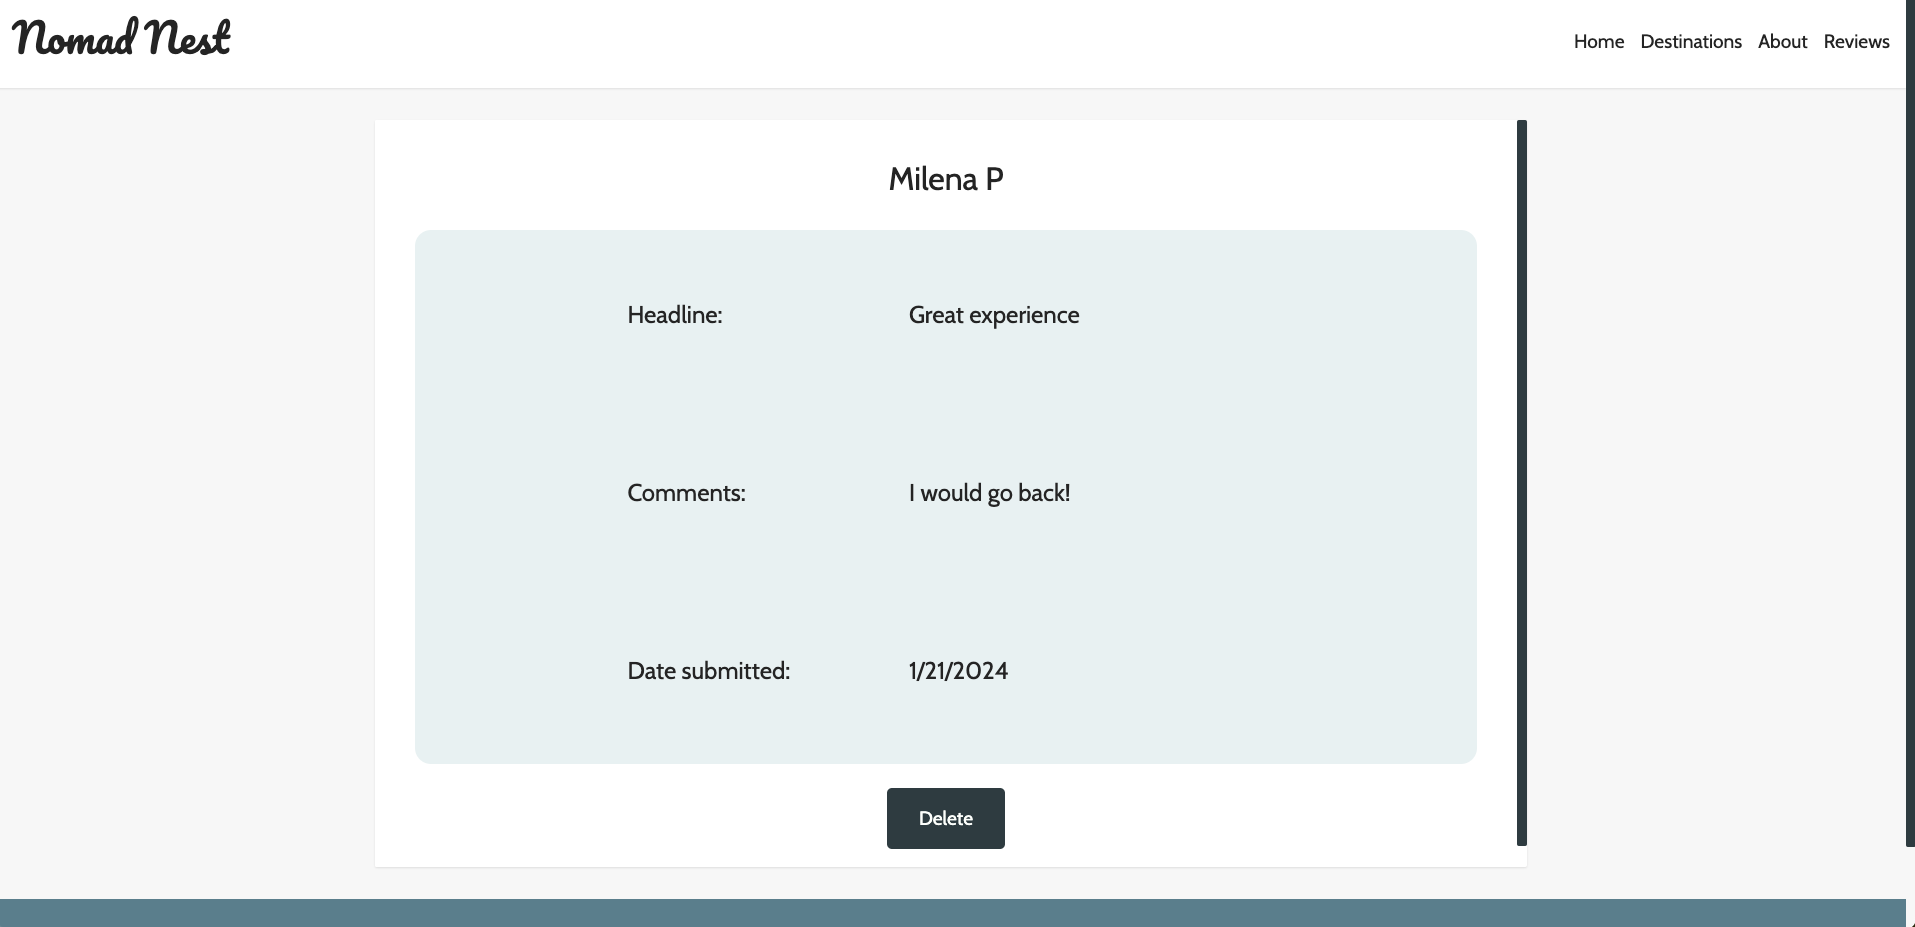 Nomad Nest
Home Destinations About Reviews
Milena P
Headline: Great experience
Comments: I would go back!
Date submitted: 1/21/2024
Delete